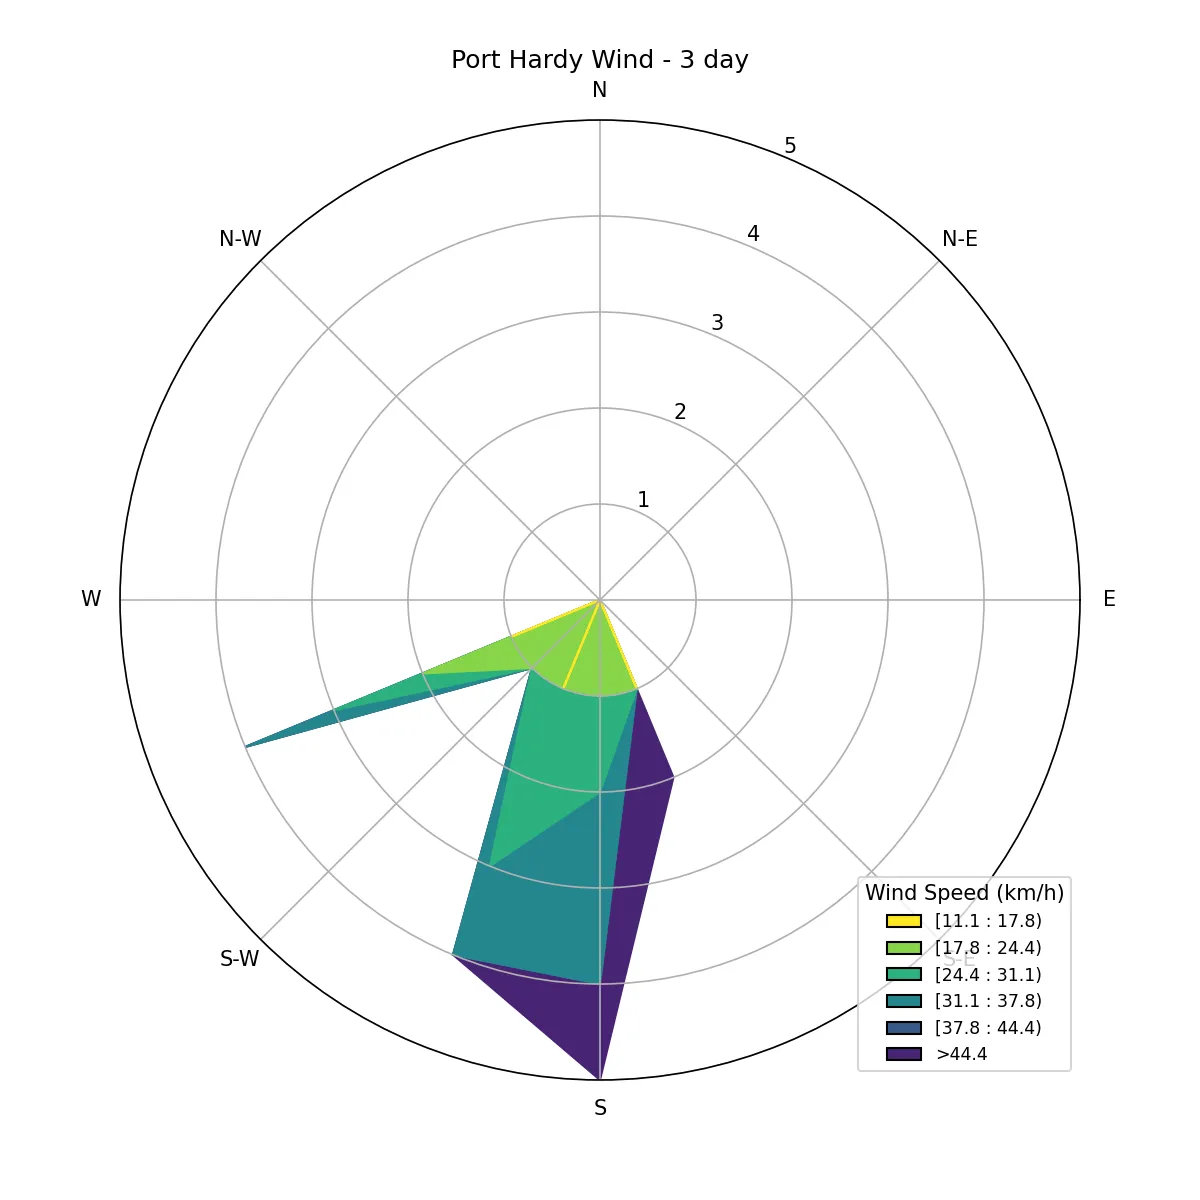 Port Hardy Wind - 3 day
N
5
N-W
4
N-E
3
2
1
W
E
Wind Speed (km/h)
[11.1 : 17.8)
[17.8 : 24.4)
S-W
S-E
[24.4 : 31.1)
[31.1 : 37.8)
[37.8 : 44.4)
>44.4
S